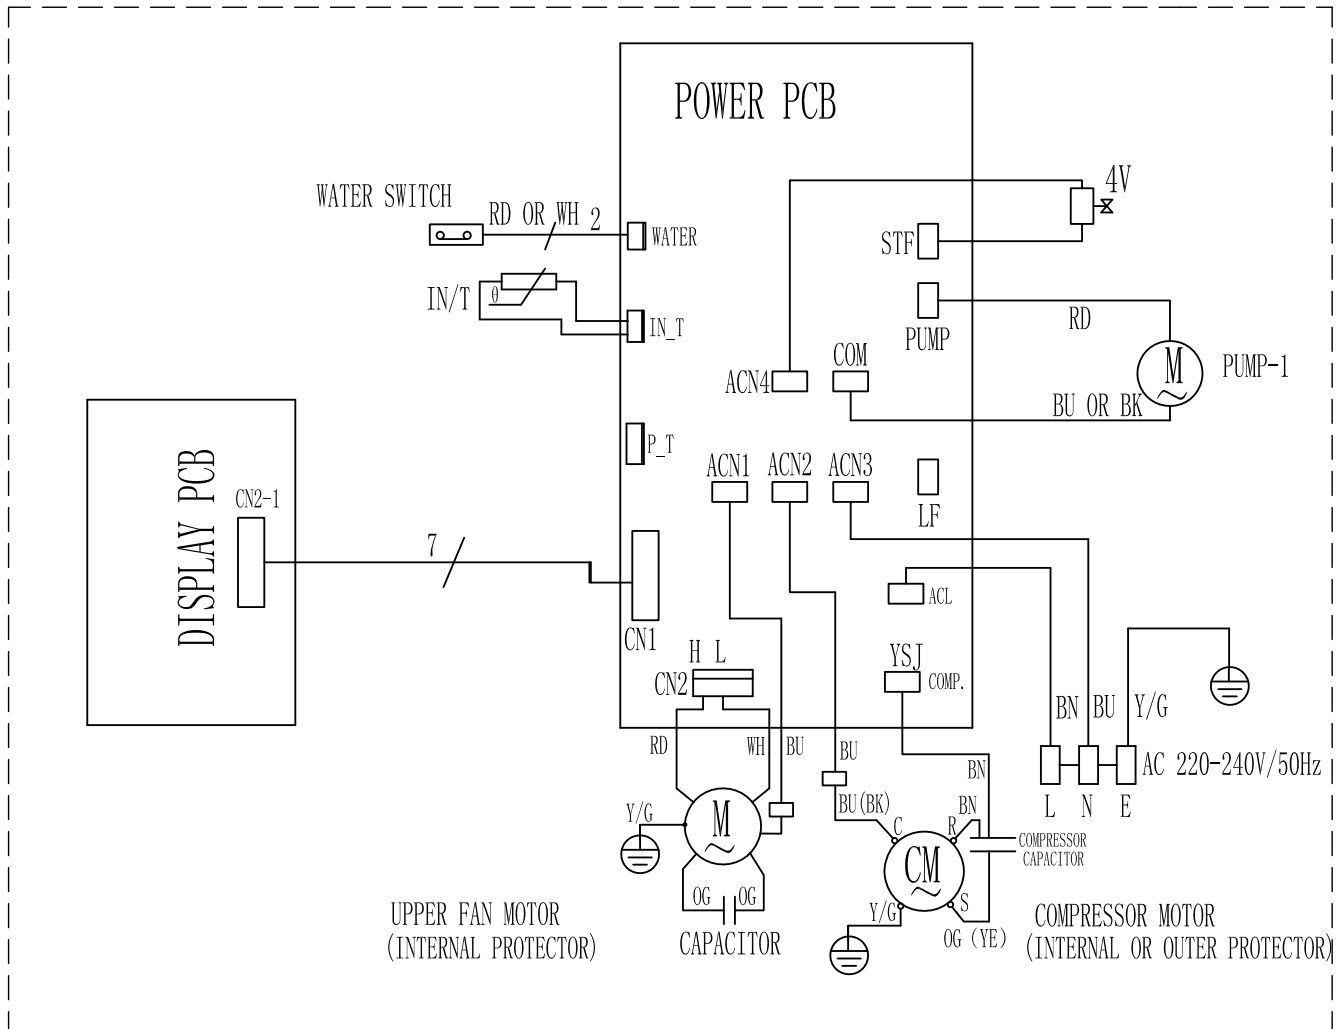 POWER PCB
WATER SWITCH
RD OR WH 2
WATER
4V
STF
IN/T
θ
IN_T
PUMP
RD
COM
ACN4
M
PUMP-1
BU OR BK
P_T
ACN1
ACN2
ACN3
LF
DISPLAY PCB
CN2-1
7
CN1
ACL
H L
CN2
YSJ
COMP.
BN
BU
Y/G
RD
WH
BU
BU
BN
AC 220-240V/50Hz
L
N
E
Y/G
M
BU(BK)
BN
C
R
COMPRESSOR
CAPACITOR
CM
OG
OG
Y/G
S
OG (YE)
CAPACITOR
UPPER FAN MOTOR
(INTERNAL PROTECTOR)
COMPRESSOR MOTOR
(INTERNAL OR OUTER PROTECTOR)